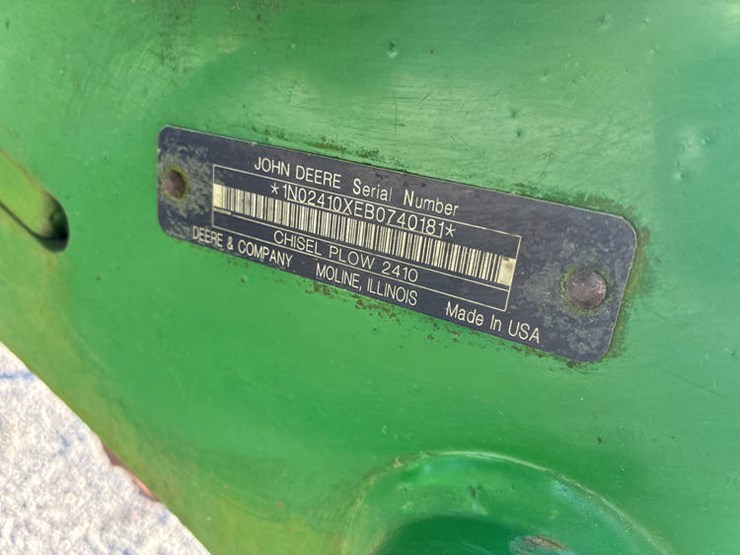 JOHN DEERE Serial Number
*1N02410XEB0740181*
CHISEL PLOW 2410
DEERE & COMPANY MOLINE, ILLINOIS Made In USA